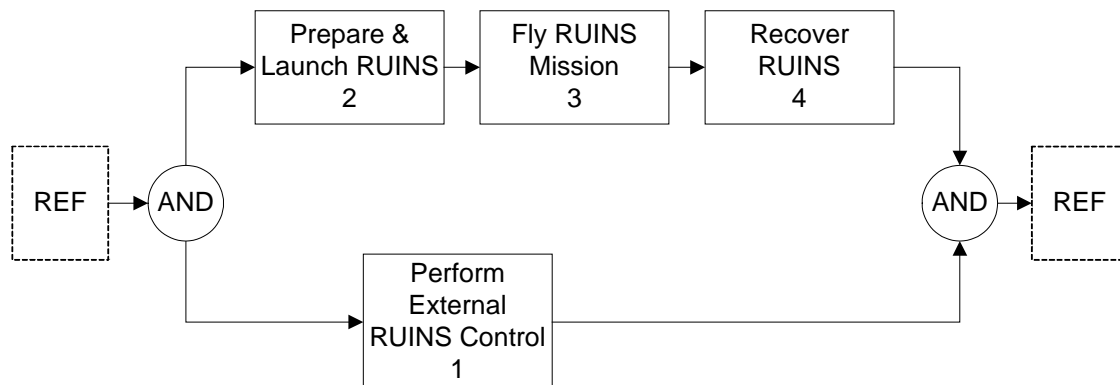 Prepare &
Launch RUINS
2
Fly RUINS
Mission
3
Recover
RUINS
4
REF
AND
AND
REF
Perform
External
RUINS Control
1